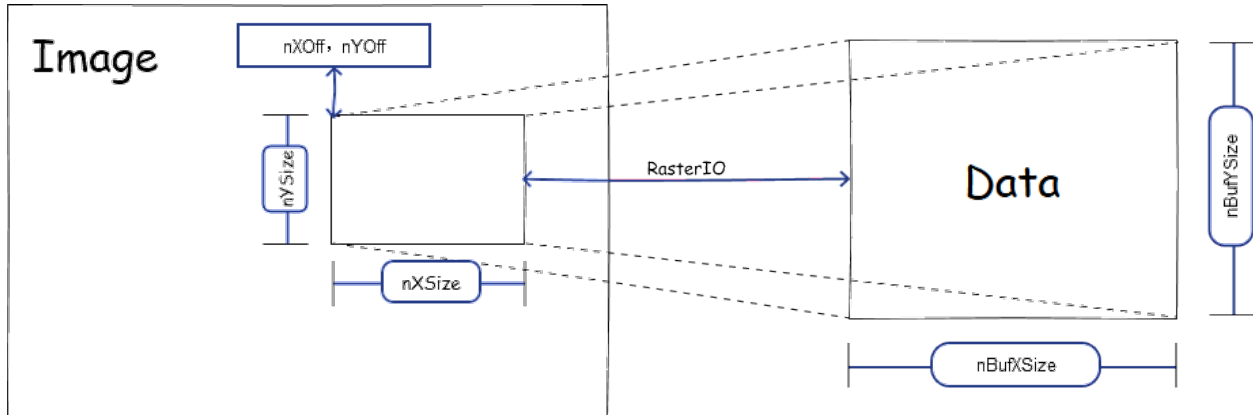 Image
nXOff，nYOff
nYSize
nXSize
RasterIO
Data
nBufYSize
nBufXSize